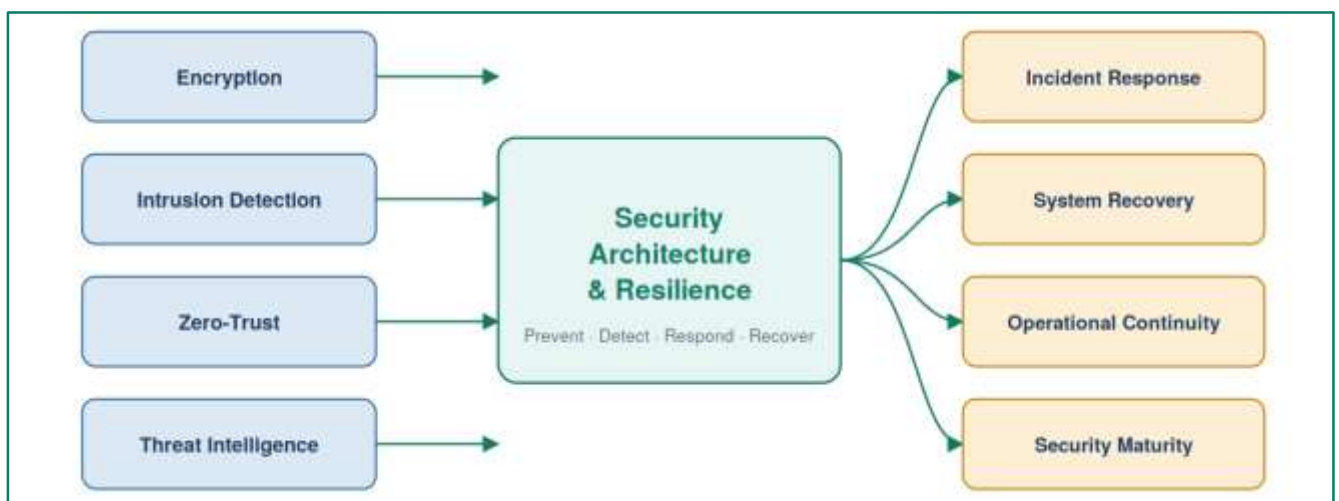 Encryption
Intrusion Detection
Zero-Trust
Threat Intelligence
Security
Architecture
& Resilience
Prevent · Detect · Respond · Recover
Incident Response
System Recovery
Operational Continuity
Security Maturity